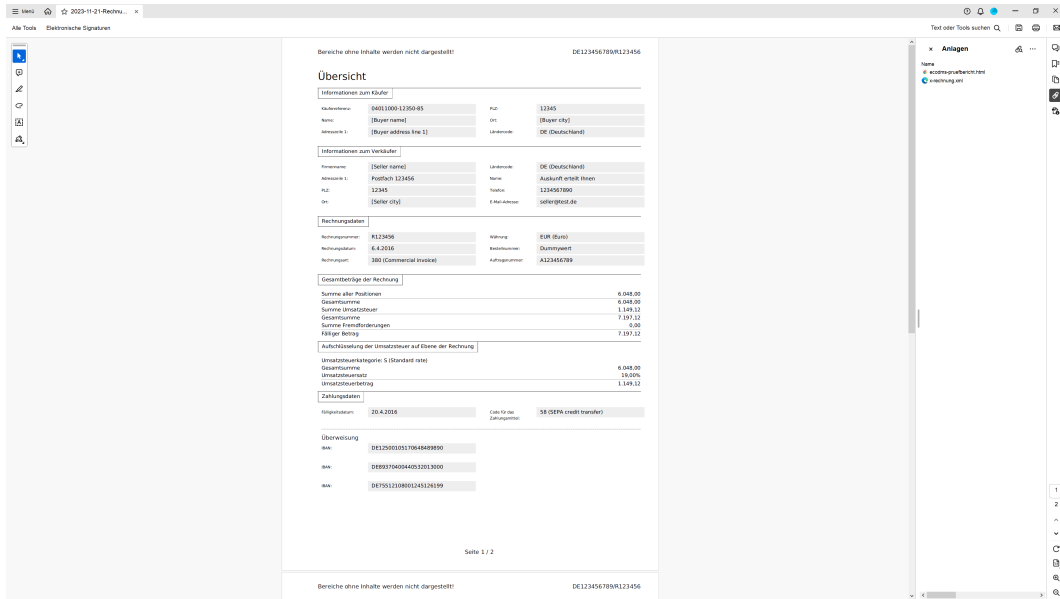 Menü
2023-11-21-Rechnu...
Alle Tools Elektronische Signaturen
Text oder Tools suchen
Bereiche ohne Inhalte werden nicht dargestellt! DE123456789/R123456
Übersicht
Informationen zum Käufer
Käuferreferenz: 04011000-12350-85 PLZ: 12345
Name: [Buyer name] Ort: [Buyer city]
Adresszeile 1: [Buyer address line 1] Ländercode: DE (Deutschland)
Informationen zum Verkäufer
Firmenname: [Seller name] Ländercode: DE (Deutschland)
Adresszeile 1: Postfach 123456 Name: Auskunft erteilt Ihnen
PLZ: 12345 Telefon: 1234567890
Ort: [Seller city] E-Mail-Adresse: seller@test.de
Rechnungsdaten
Rechnungsnummer: R123456 Währung: EUR (Euro)
Rechnungsdatum: 6.4.2016 Bestellnummer: Dummywert
Rechnungsart: 380 (Commercial invoice) Auftragsnummer: A123456789
Gesamtbeträge der Rechnung
Summe aller Positionen 6.048,00
Gesamtsumme 6.048,00
Summe Umsatzsteuer 1.149,12
Gesamtsumme 7.197,12
Summe Fremdforderungen 0,00
Fälliger Betrag 7.197,12
Aufschlüsselung der Umsatzsteuer auf Ebene der Rechnung
Umsatzsteuerkategorie: S (Standard rate)
Gesamtsumme 6.048,00
Umsatzsteuersatz 19,00%
Umsatzsteuerbetrag 1.149,12
Zahlungsdaten
Fälligkeitsdatum: 20.4.2016 Code für das Zahlungsmittel: 58 (SEPA credit transfer)
Überweisung
IBAN: DE12500105170648489890
IBAN: DE89370400440532013000
IBAN: DE75512108001245126199
Seite 1 / 2
Bereiche ohne Inhalte werden nicht dargestellt! DE123456789/R123456
Anlagen
Name
ecodms-pruefbericht.html
x-rechnung.xml
1
2